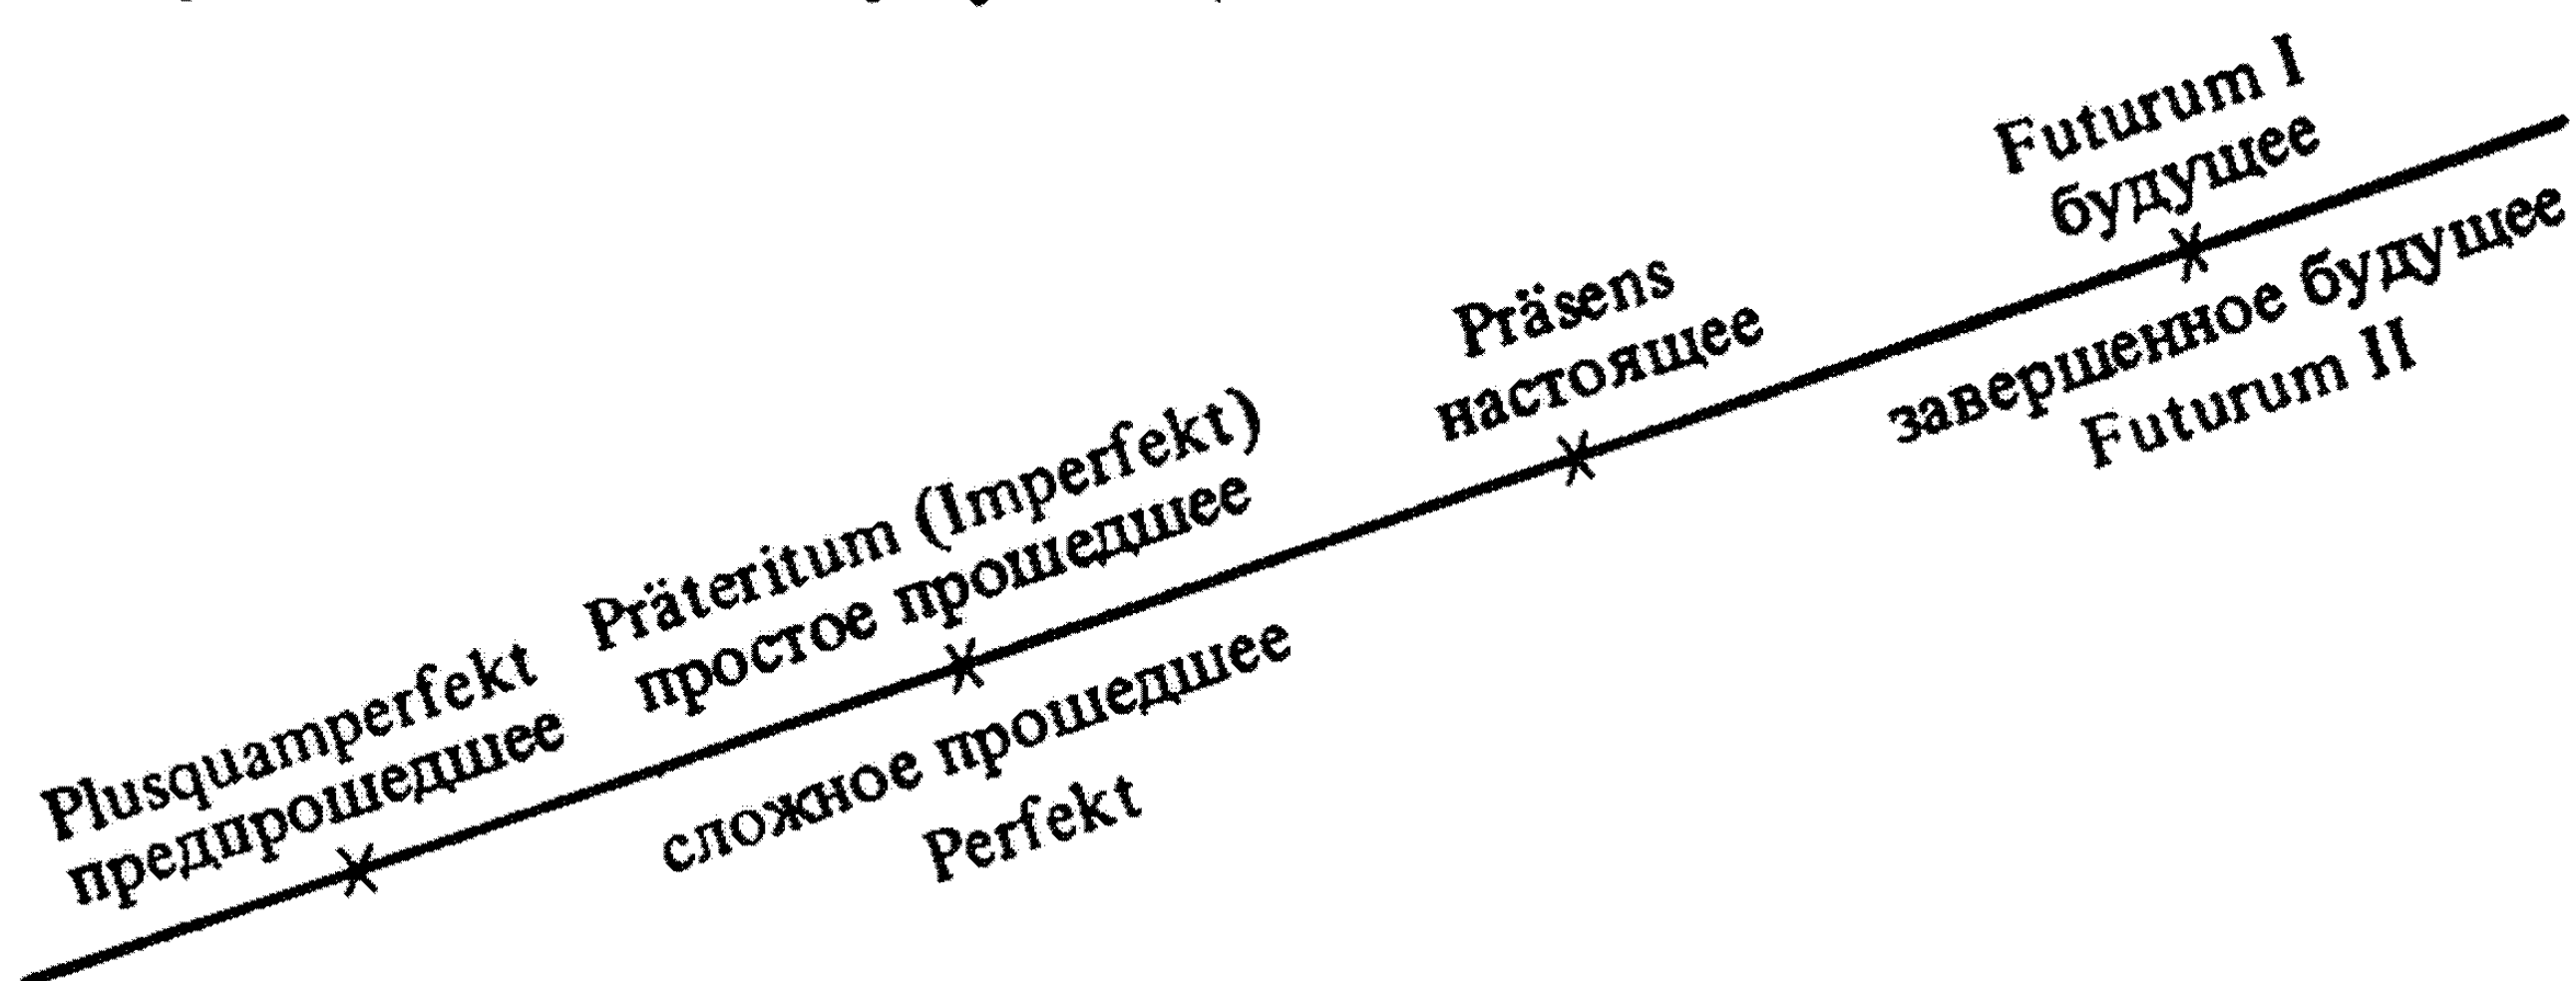 Plusquamperfekt
предпрошедшее
Präteritum (Imperfekt)
простое прошедшее
сложное прошедшее
Perfekt
Präsens
настоящее
Futurum I
будущее
завершенное будущее
Futurum II